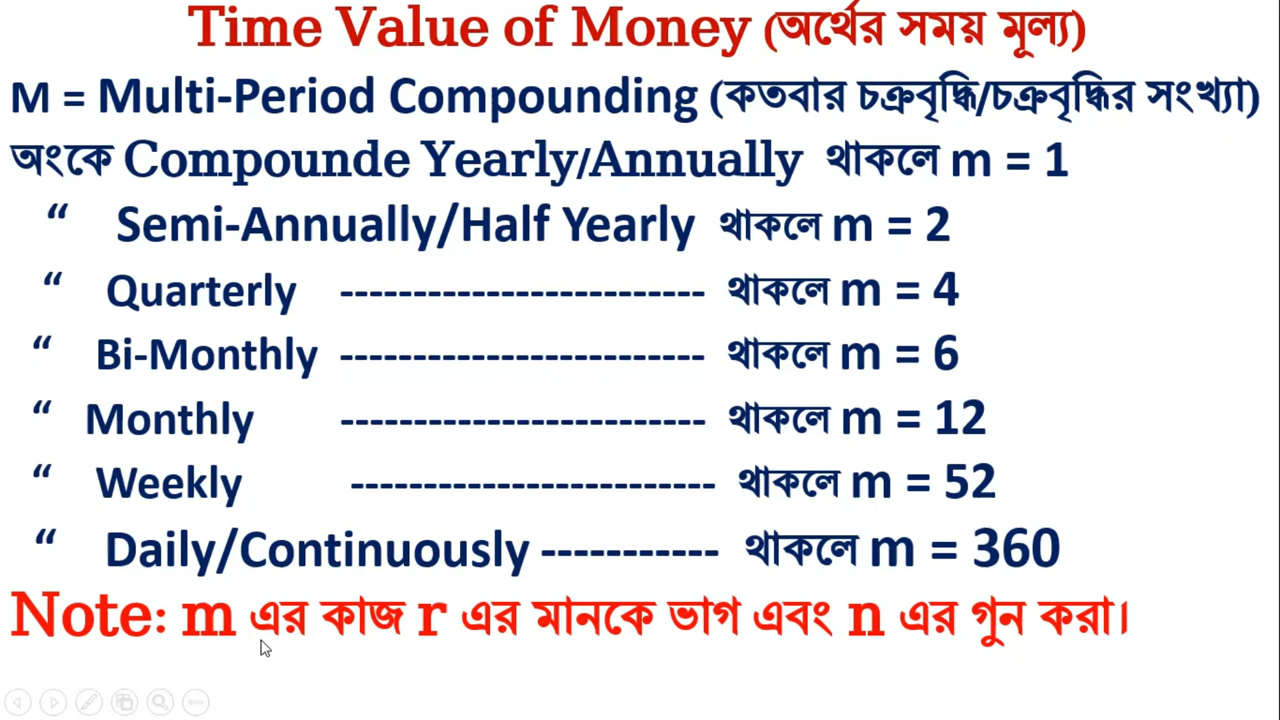 Time Value of Money (অর্থের সময় মূল্য)
M = Multi-Period Compounding (কতবার চক্রবৃদ্ধি/চক্রবৃদ্ধির সংখ্যা)
অংকে Compounde Yearly/Annually থাকলে m = 1
“ Semi-Annually/Half Yearly থাকলে m = 2
“ Quarterly ------------------------- থাকলে m = 4
“ Bi-Monthly ------------------------- থাকলে m = 6
“ Monthly ------------------------- থাকলে m = 12
“ Weekly ------------------------- থাকলে m = 52
“ Daily/Continuously ------------ থাকলে m = 360
Note: m এর কাজ r এর মানকে ভাগ এবং n এর গুন করা।